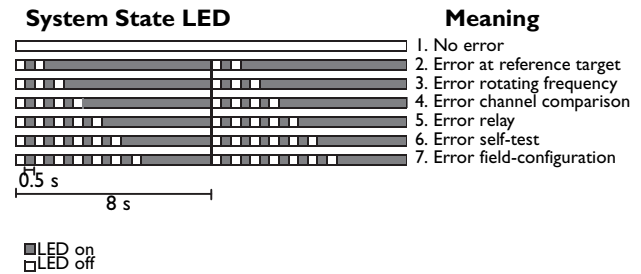 System State LED
Meaning
1. No error
2. Error at reference target
3. Error rotating frequency
4. Error channel comparison
5. Error relay
6. Error self-test
7. Error field-configuration
0.5 s
8 s
LED on
LED off